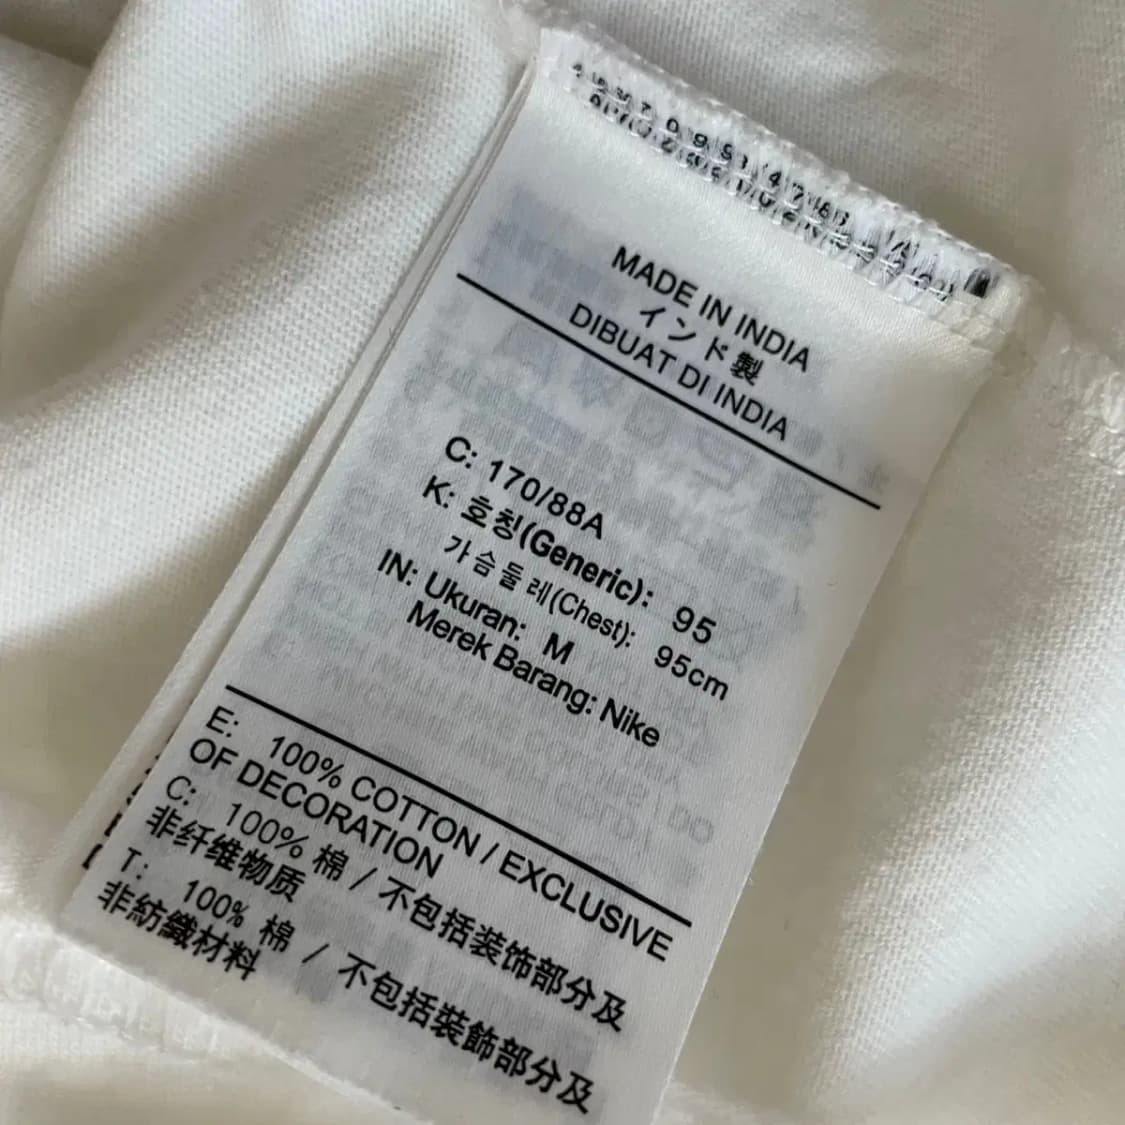 MADE IN INDIA
インド製
DIBUAT DI INDIA
C: 170/88A
K: 호칭(Generic): 95
가슴둘레(Chest): 95cm
IN: Ukuran: M
Merek Barang: Nike
E: 100% COTTON / EXCLUSIVE
OF DECORATION
C: 100% 棉 / 不包括装饰部分及
非纤维物质
T: 100% 棉 / 不包括裝飾部分及
非紡織材料